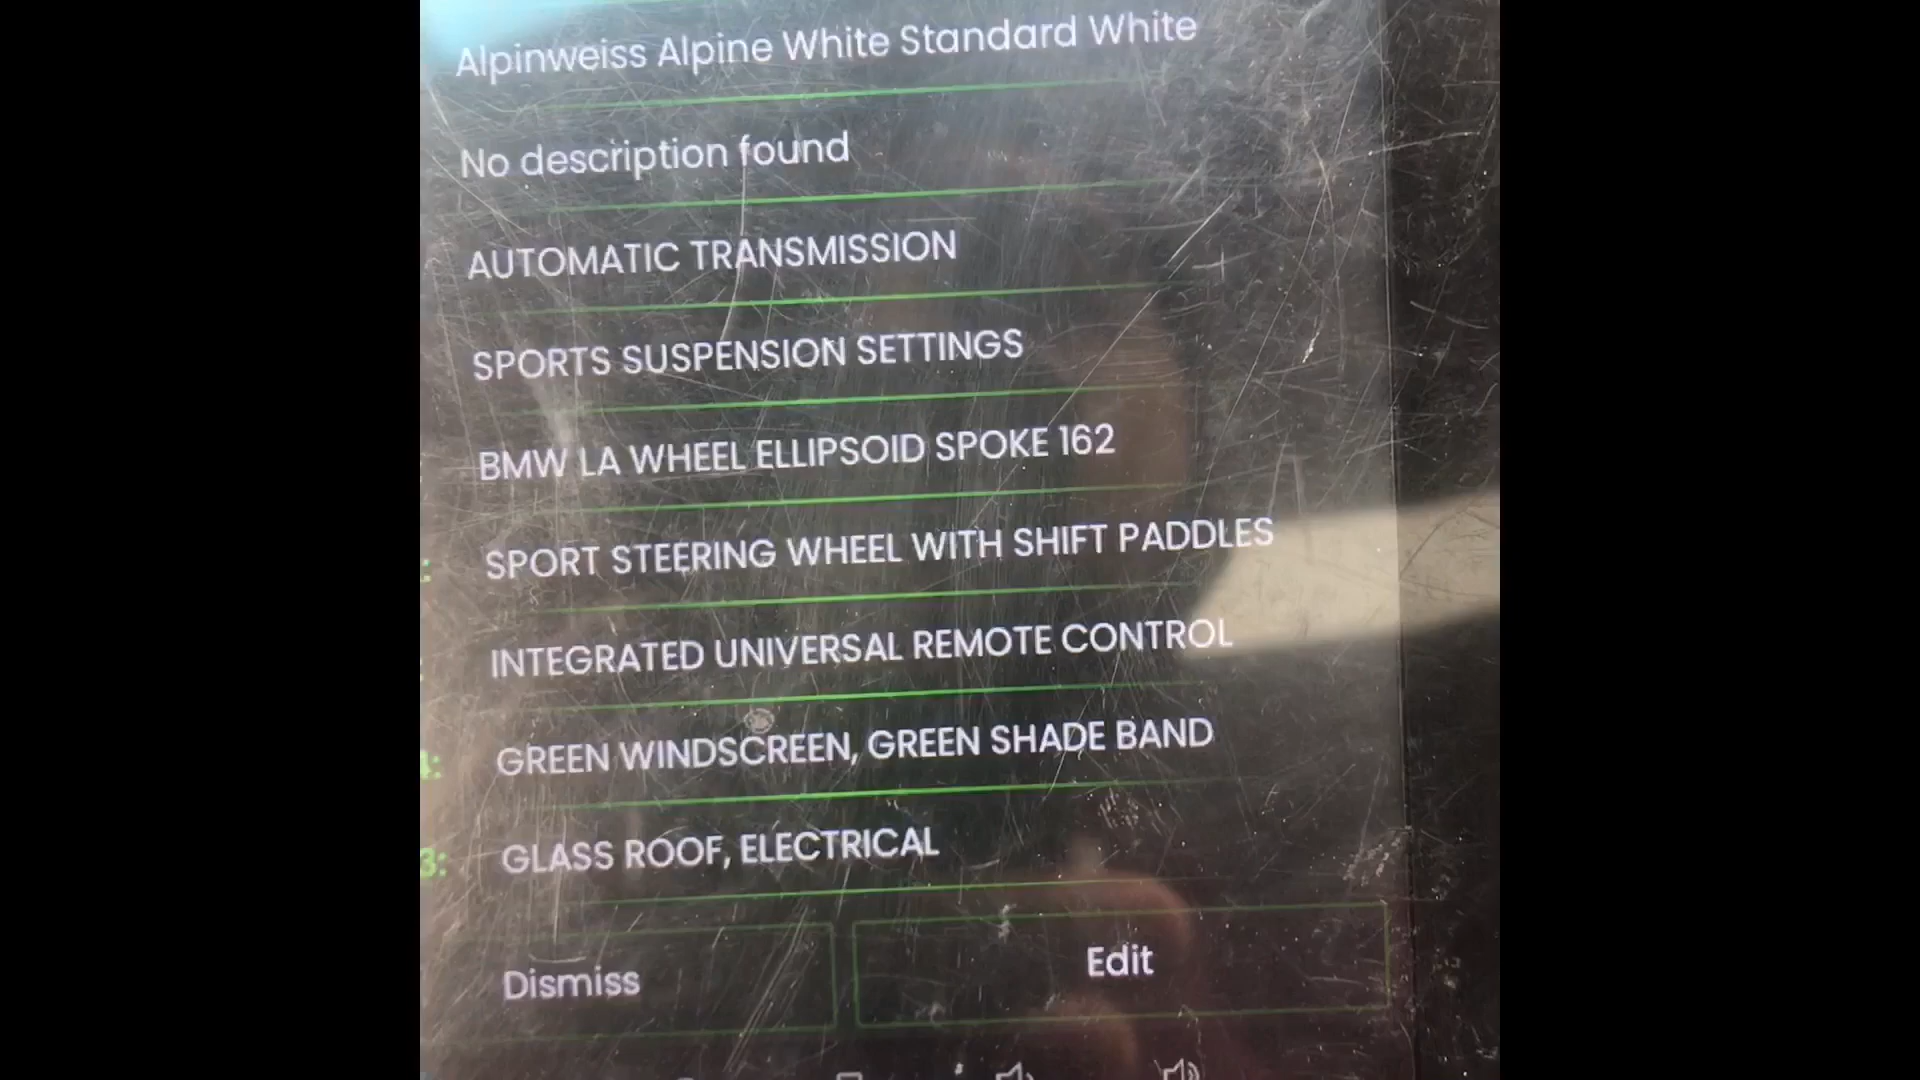 Alpinweiss Alpine White Standard White
No description found
AUTOMATIC TRANSMISSION
SPORTS SUSPENSION SETTINGS
BMW LA WHEEL ELLIPSOID SPOKE 162
: SPORT STEERING WHEEL WITH SHIFT PADDLES
INTEGRATED UNIVERSAL REMOTE CONTROL
: GREEN WINDSCREEN, GREEN SHADE BAND
3: GLASS ROOF, ELECTRICAL
Dismiss Edit